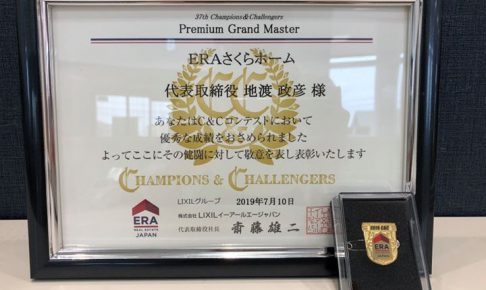 37th Champions&Challengers
Premium Grand Master
ERAさくらホーム
代表取締役 地渡 政彦 様
あなたはC&Cコンテストにおいて
優秀な成績をおさめられました
よってここにその健闘に対して敬意を表し表彰いたします
CHAMPIONS & CHALLENGERS
LIXILグループ 2019年7月10日
株式会社 LIXILイーアールエージャパン
代表取締役社長 斎藤雄二
ERA
REAL ESTATE
JAPAN
2019 C&C
ERA